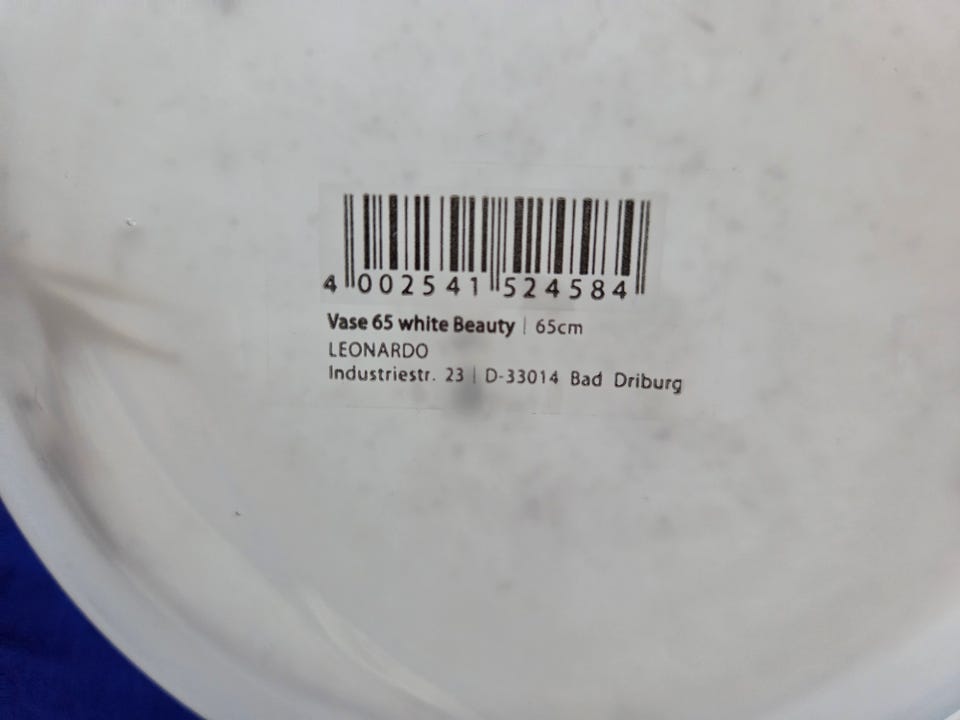 4 002541 524584
Vase 65 white Beauty | 65cm
LEONARDO
Industriestr. 23 | D-33014 Bad Driburg